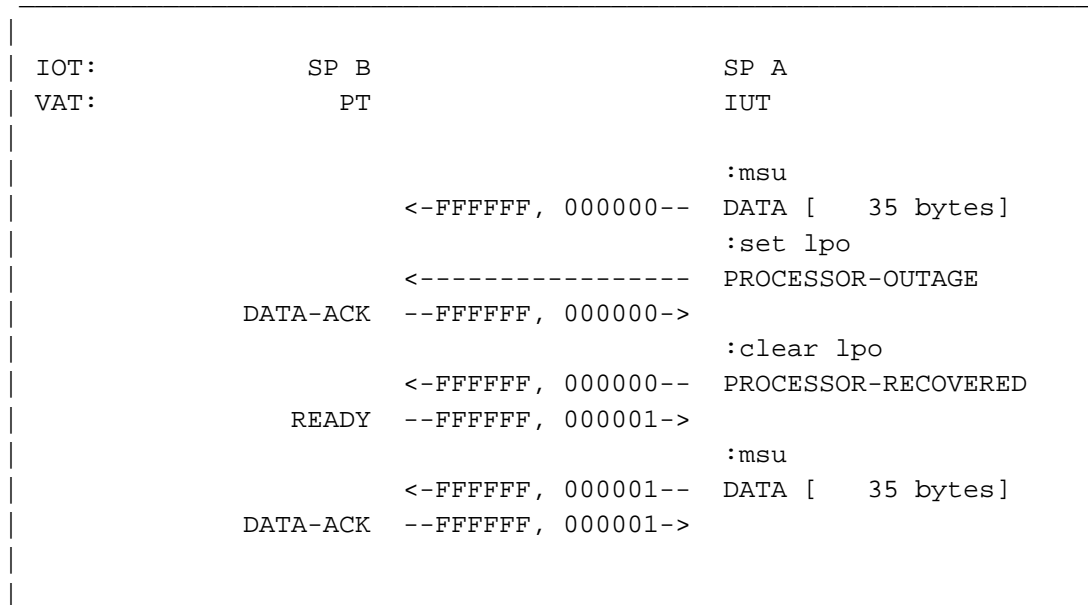 IOT: SP B SP A
VAT: PT IUT
:msu
<-FFFFFF, 000000-- DATA [ 35 bytes]
:set lpo
<----------------- PROCESSOR-OUTAGE
DATA-ACK --FFFFFF, 000000->
:clear lpo
<-FFFFFF, 000000-- PROCESSOR-RECOVERED
READY --FFFFFF, 000001->
:msu
<-FFFFFF, 000001-- DATA [ 35 bytes]
DATA-ACK --FFFFFF, 000001->